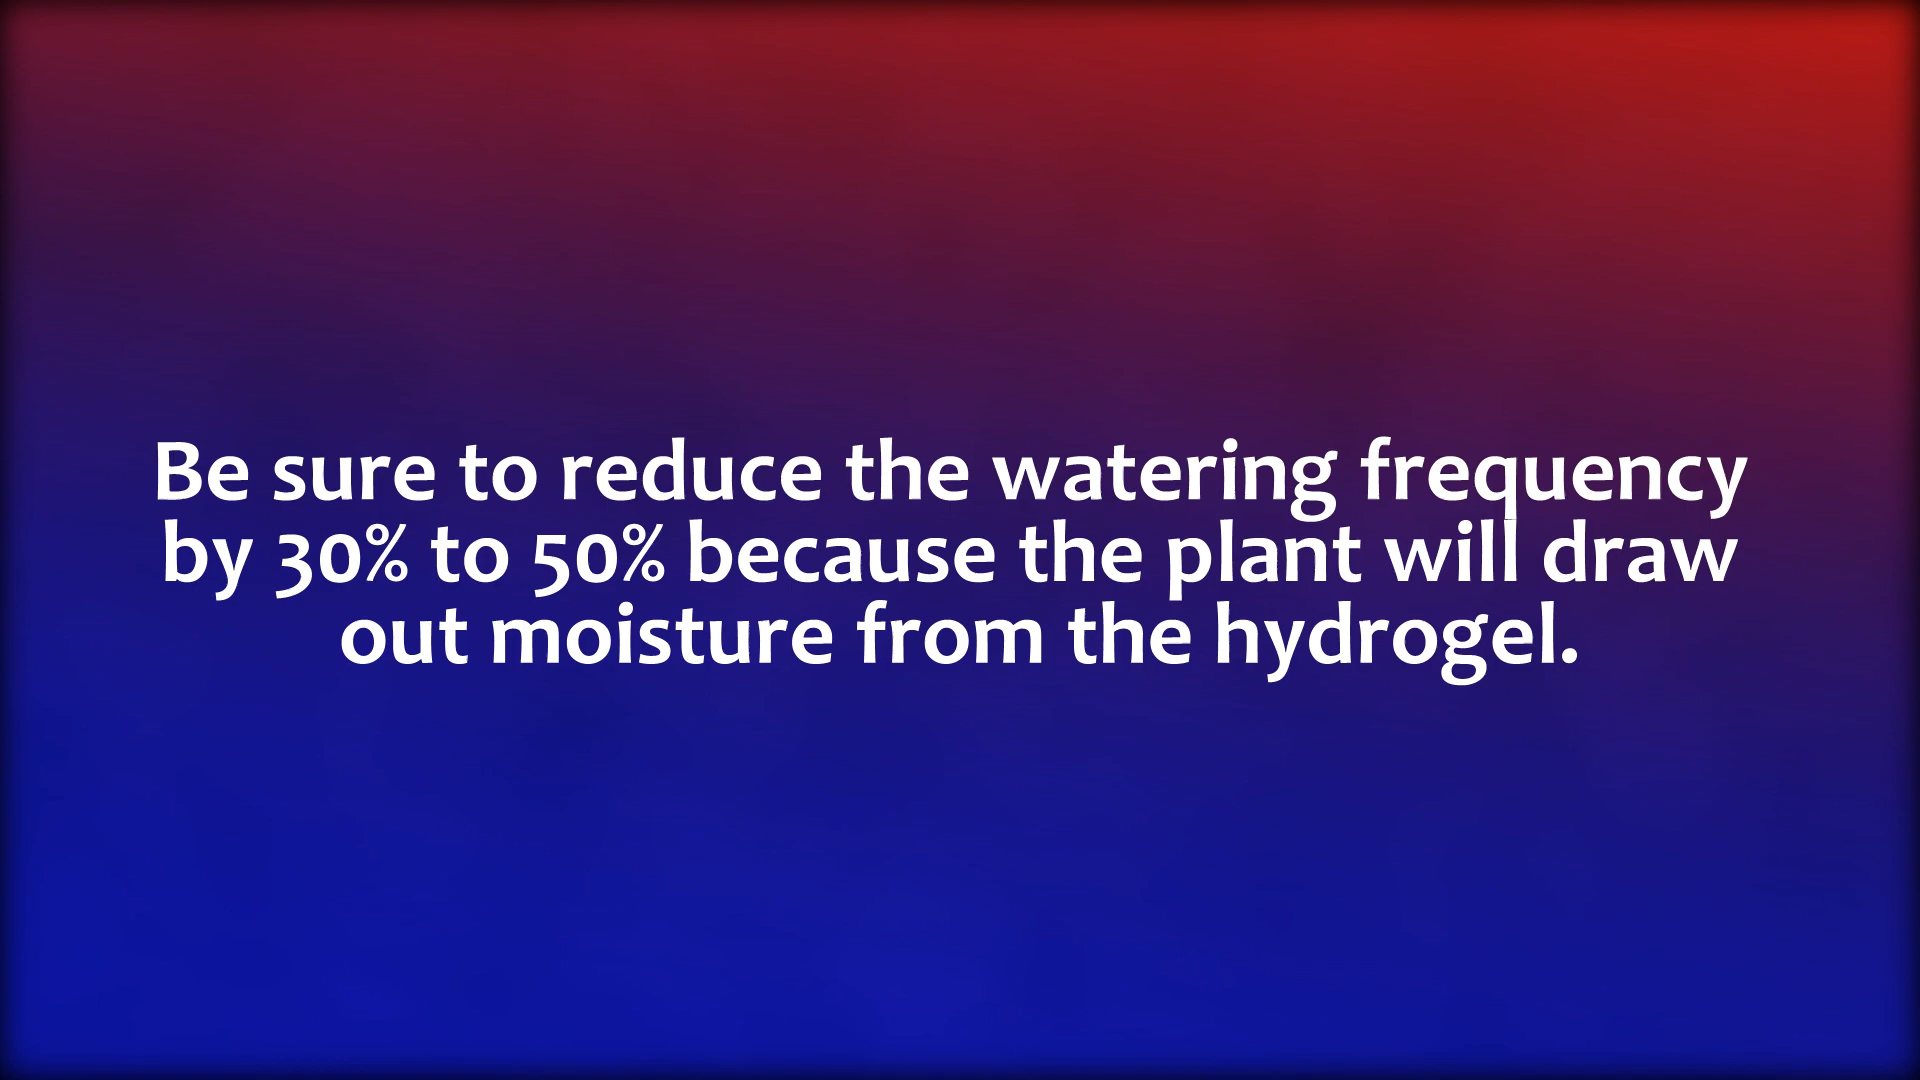 Be sure to reduce the watering frequency
by 30% to 50% because the plant will draw
out moisture from the hydrogel.